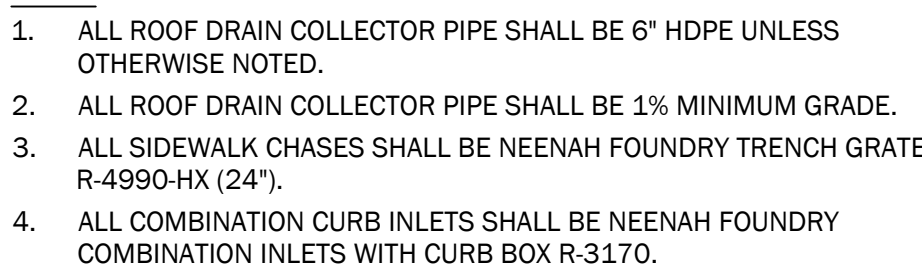 1. ALL ROOF DRAIN COLLECTOR PIPE SHALL BE 6" HDPE UNLESS
OTHERWISE NOTED.
2. ALL ROOF DRAIN COLLECTOR PIPE SHALL BE 1% MINIMUM GRADE.
3. ALL SIDEWALK CHASES SHALL BE NEENAH FOUNDRY TRENCH GRATE
R-4990-HX (24").
4. ALL COMBINATION CURB INLETS SHALL BE NEENAH FOUNDRY
COMBINATION INLETS WITH CURB BOX R-3170.